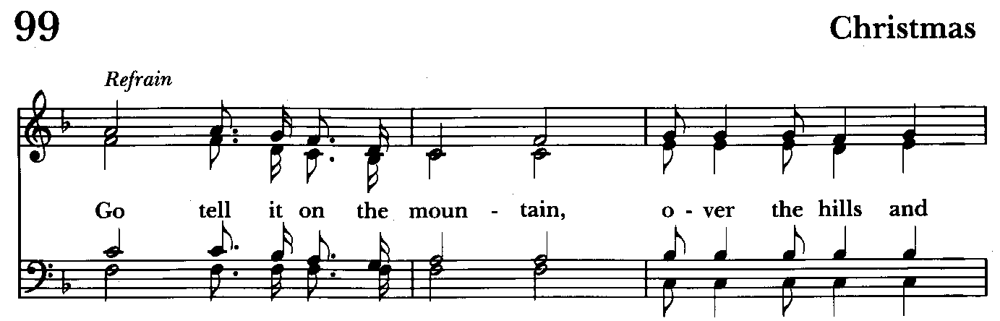 99 Christmas
Refrain
Go tell it on the moun - tain, o - ver the hills and